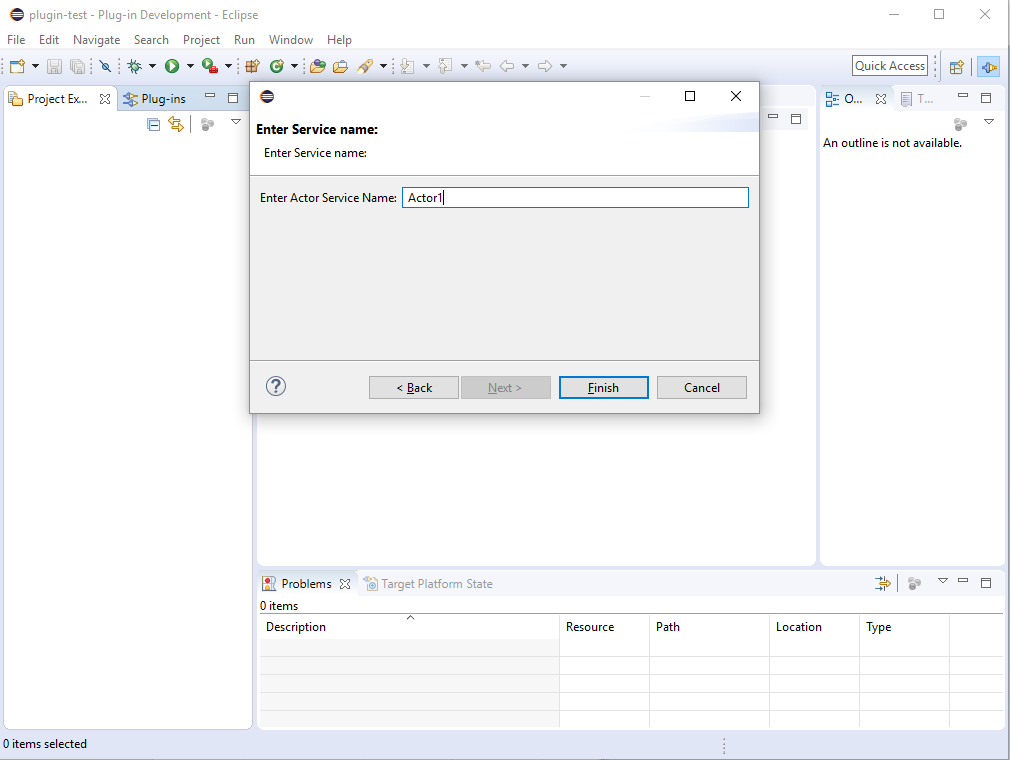 plugin-test - Plug-in Development - Eclipse
File Edit Navigate Search Project Run Window Help
Quick Access
Project Ex...
Plug-ins
O...
T...
An outline is not available.
Enter Service name:
Enter Service name:
Enter Actor Service Name: Actor1
< Back Next > Finish Cancel
Problems Target Platform State
0 items
Description Resource Path Location Type
0 items selected